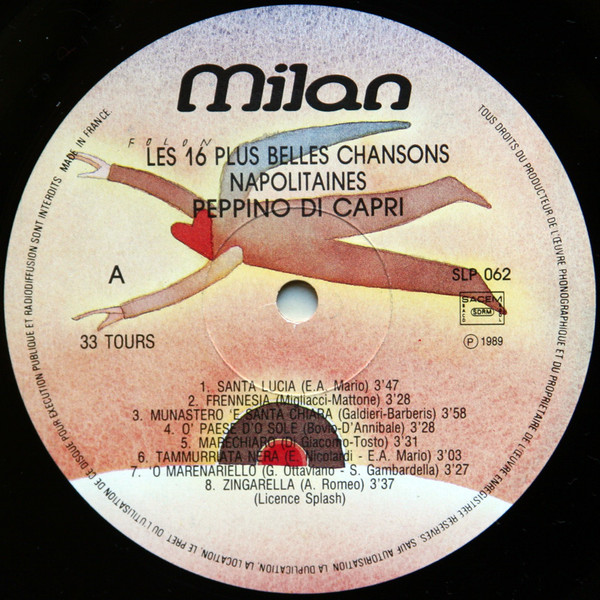 Milan
FOLON
LES 16 PLUS BELLES CHANSONS
NAPOLITAINES
PEPPINO DI CAPRI
A
SLP 062
33 TOURS
SACEM
SDRM
℗ 1989
1. SANTA LUCIA (E.A. Mario) 3'47
2. FRENNESIA (Migliacci-Mattone) 3'28
3. MUNASTERO 'E SANTA CHIARA (Galdieri-Barberis) 3'58
4. O' PAESE D'O SOLE (Bovio-D'Annibale) 3'28
5. MARECHIARO (Di Giacomo-Tosto) 3'31
6. TAMMURRIATA NERA (E. Nicolardi - E.A. Mario) 3'03
7. 'O MARENARIELLO (G. Ottaviano - S. Gambardella) 3'27
8. ZINGARELLA (A. Romeo) 3'37
(Licence Splash)
TOUS DROITS DU PRODUCTEUR DE L'ŒUVRE PHONOGRAPHIQUE ET DU PROPRIETAIRE DE L'ŒUVRE ENREGISTREE RESERVES. SAUF AUTORISATION, LA DUPLICATION, LA LOCATION, LE PRET OU L'UTILISATION DE CE DISQUE POUR EXECUTION PUBLIQUE ET RADIODIFFUSION SONT INTERDITS MADE IN FRANCE